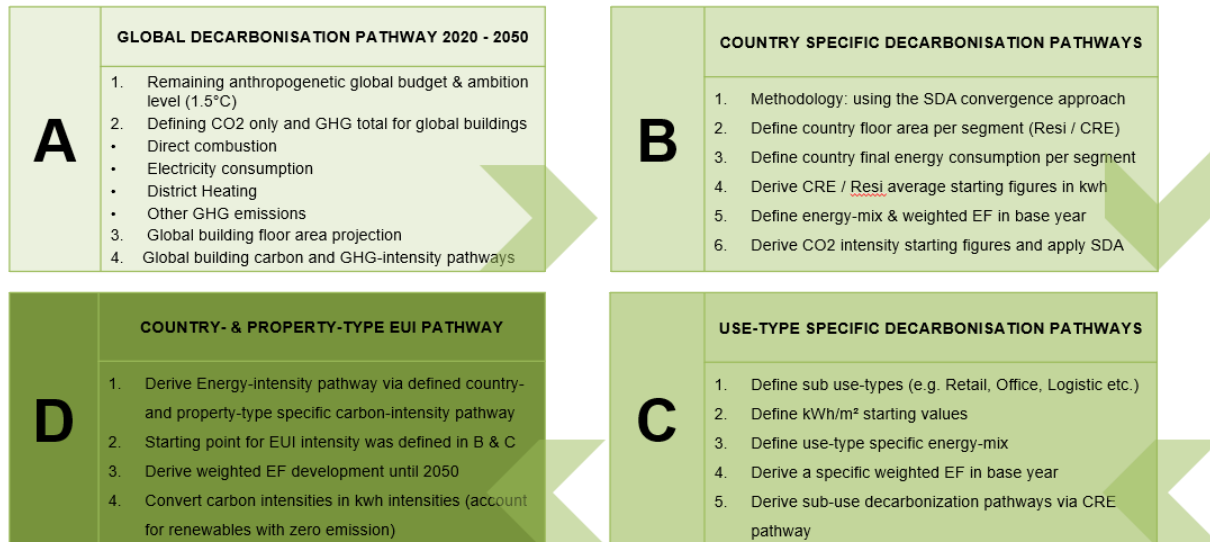 A
GLOBAL DECARBONISATION PATHWAY 2020 - 2050
1. Remaining anthropogenetic global budget & ambition
level (1.5°C)
2. Defining CO2 only and GHG total for global buildings
• Direct combustion
• Electricity consumption
• District Heating
• Other GHG emissions
3. Global building floor area projection
4. Global building carbon and GHG-intensity pathways
B
COUNTRY SPECIFIC DECARBONISATION PATHWAYS
1. Methodology: using the SDA convergence approach
2. Define country floor area per segment (Resi / CRE)
3. Define country final energy consumption per segment
4. Derive CRE / Resi average starting figures in kwh
5. Define energy-mix & weighted EF in base year
6. Derive CO2 intensity starting figures and apply SDA
D
COUNTRY- & PROPERTY-TYPE EUI PATHWAY
1. Derive Energy-intensity pathway via defined country-
and property-type specific carbon-intensity pathway
2. Starting point for EUI intensity was defined in B & C
3. Derive weighted EF development until 2050
4. Convert carbon intensities in kwh intensities (account
for renewables with zero emission)
C
USE-TYPE SPECIFIC DECARBONISATION PATHWAYS
1. Define sub use-types (e.g. Retail, Office, Logistic etc.)
2. Define kWh/m² starting values
3. Define use-type specific energy-mix
4. Derive a specific weighted EF in base year
5. Derive sub-use decarbonization pathways via CRE
pathway